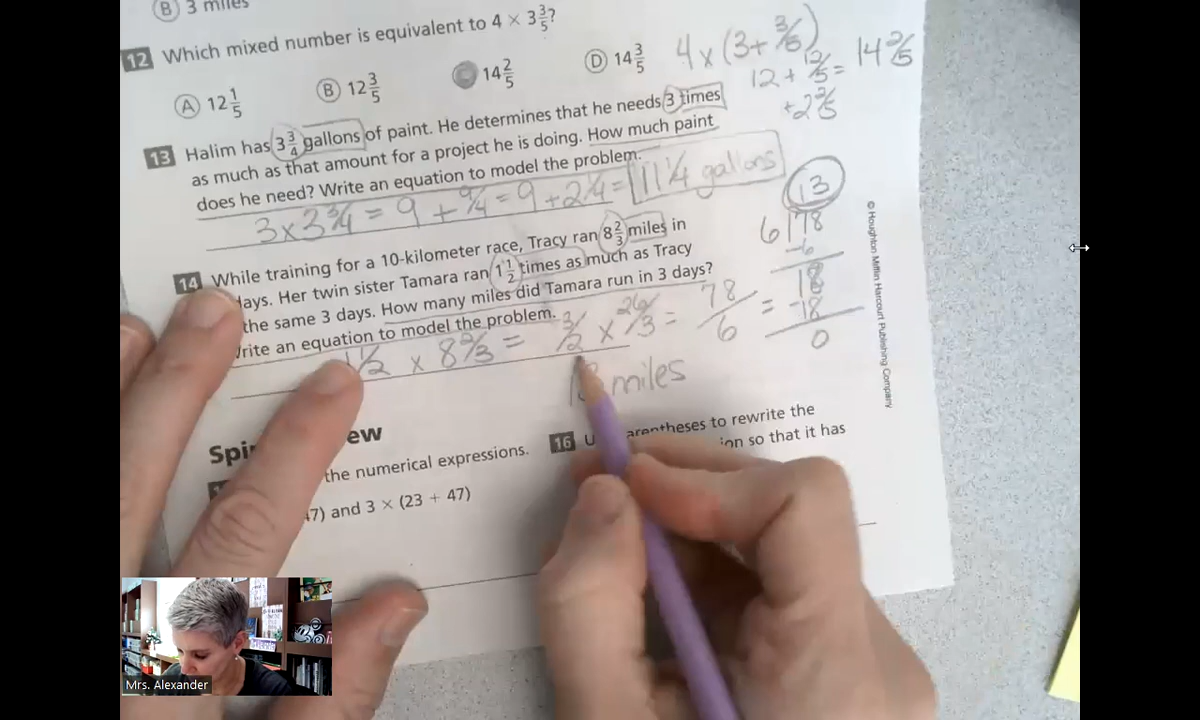 B 3 miles
12 Which mixed number is equivalent to 4 × 3 3/5?
A 12 1/5
B 12 3/5
14 2/5
D 14 3/5
4 x (3 + 3/5)
12 + 12/5 = 14 2/5
+ 2 2/5
13 Halim has 3 3/4 gallons of paint. He determines that he needs 3 times
as much as that amount for a project he is doing. How much paint
does he need? Write an equation to model the problem.
3 x 3 3/4 = 9 + 9/4 = 9 + 2 1/4 = 11 1/4 gallons
14 While training for a 10-kilometer race, Tracy ran 8 2/3 miles in
days. Her twin sister Tamara ran 1 1/2 times as much as Tracy
the same 3 days. How many miles did Tamara run in 3 days?
Write an equation to model the problem.
1 1/2 x 8 2/3 = 3/2 x 26/3 = 78/6 =
13
6 78
-6
18
-18
0
miles
© Houghton Mifflin Harcourt Publishing Company
the numerical expressions.
47) and 3 × (23 + 47)
16 parentheses to rewrite the
so that it has
Mrs. Alexander